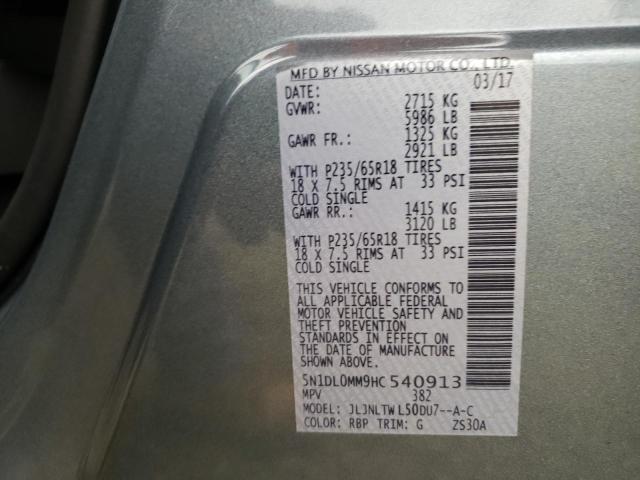 MFD BY NISSAN MOTOR CO., LTD.
DATE: 03/17
GVWR: 2715 KG
5986 LB
GAWR FR.: 1325 KG
2921 LB
WITH P235/65R18 TIRES
18 X 7.5 RIMS AT 33 PSI
COLD SINGLE
GAWR RR.: 1415 KG
3120 LB
WITH P235/65R18 TIRES
18 X 7.5 RIMS AT 33 PSI
COLD SINGLE
THIS VEHICLE CONFORMS TO
ALL APPLICABLE FEDERAL
MOTOR VEHICLE SAFETY AND
THEFT PREVENTION
STANDARDS IN EFFECT ON
THE DATE OF MANUFACTURE
SHOWN ABOVE.
5N1DL0MM9HC540913
MPV 382
MODEL: JLJNLTWL50DU7--A-C
COLOR: RBP TRIM: G ZS30A